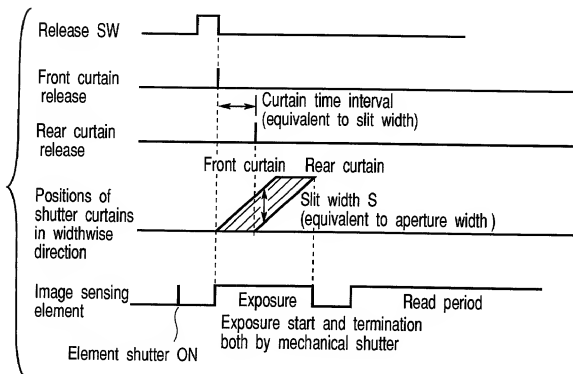 Release SW
Front curtain
release
Curtain time interval
(equivalent to slit width)
Rear curtain
release
Front curtain
Rear curtain
Positions of
shutter curtains
in widthwise
direction
Slit width S
(equivalent to aperture width)
Image sensing
element
Exposure
Read period
Exposure start and termination
both by mechanical shutter
Element shutter ON